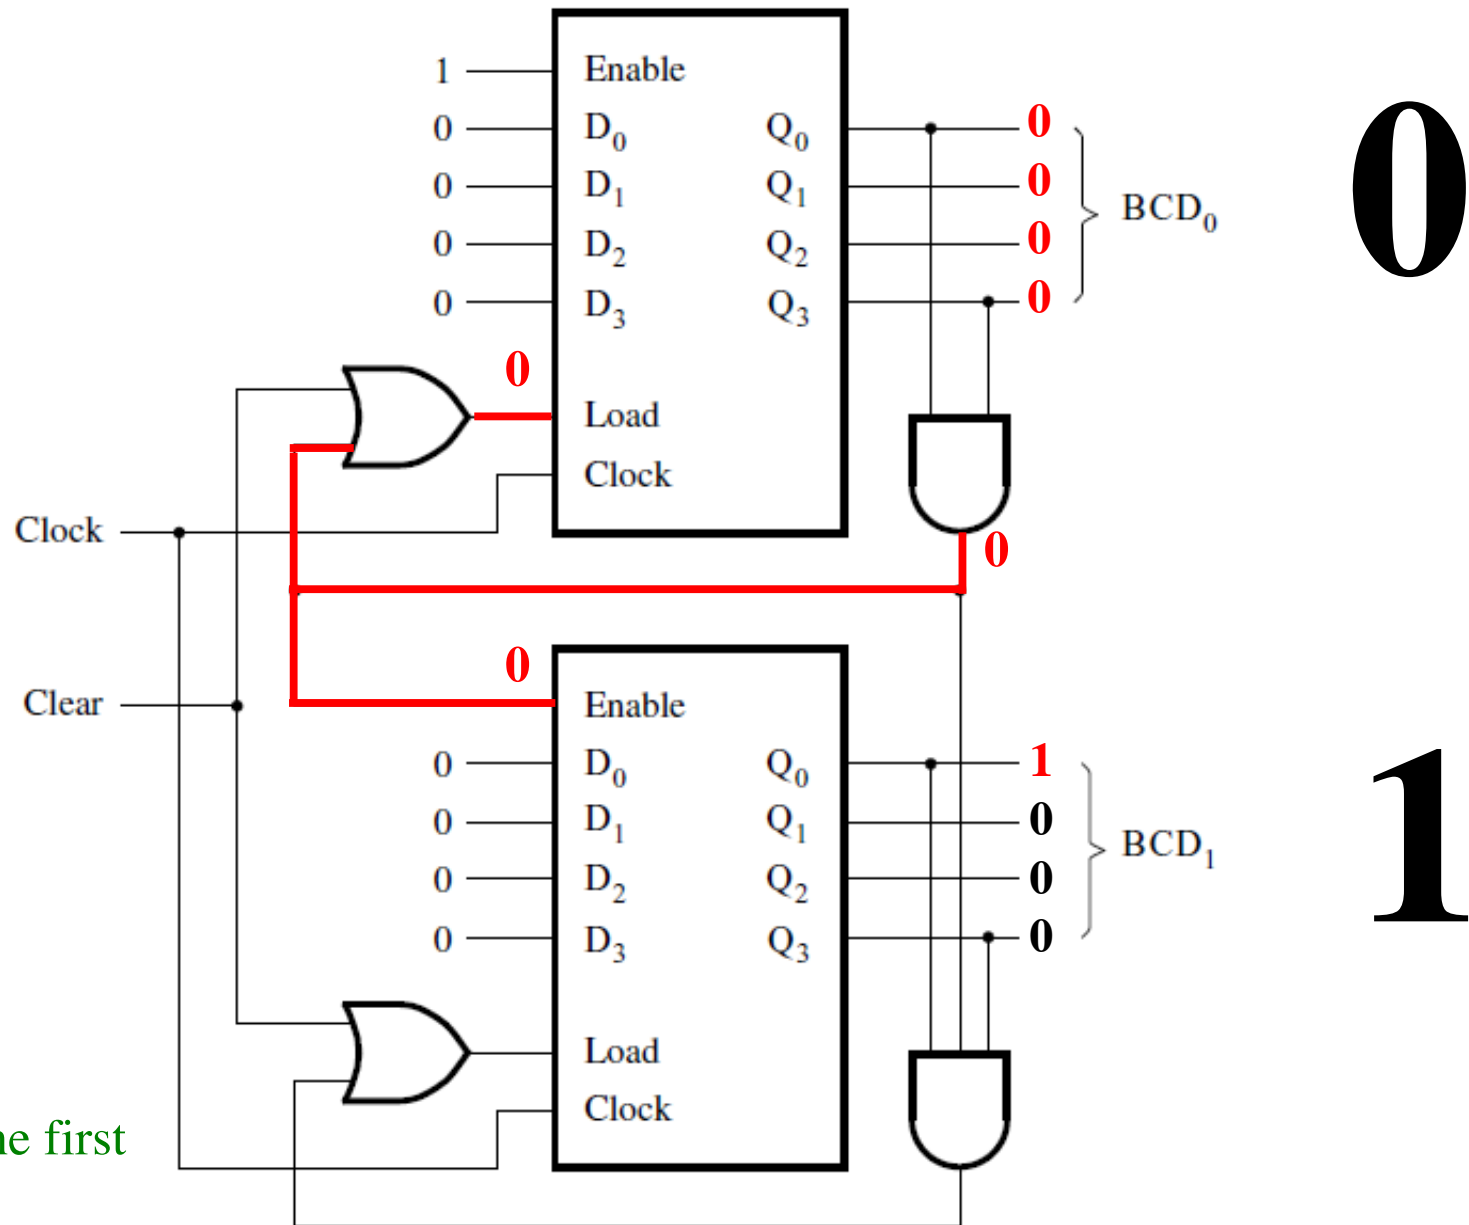 1 Enable
0 D0 Q0 0
0 D1 Q1 0
0 D2 Q2 0
0 D3 Q3 0
BCD0
0
0 Load
Clock
Clock
0
0 Enable
Clear
0 D0 Q0 1
0 D1 Q1 0
0 D2 Q2 0
0 D3 Q3 0
BCD1
1
Load
Clock
first